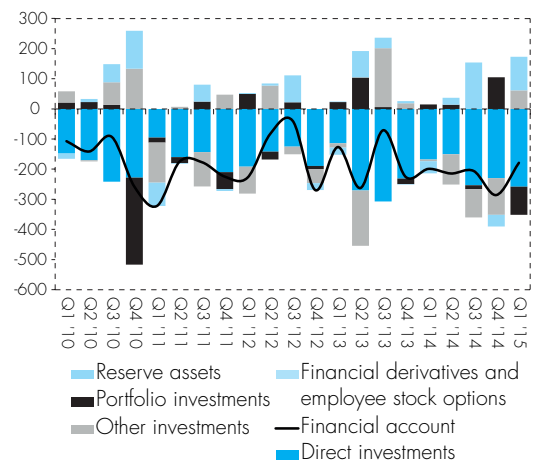 300
200
100
0
-100
-200
-300
-400
-500
-600
Q1 '10
Q2 '10
Q3 '10
Q4 '10
Q1 '11
Q2 '11
Q3 '11
Q4 '11
Q1 '12
Q2 '12
Q3 '12
Q4 '12
Q1 '13
Q2 '13
Q3 '13
Q4 '13
Q1 '14
Q2 '14
Q3 '14
Q4 '14
Q1 '15
Reserve assets
Portfolio investments
Other investments
Financial derivatives and
employee stock options
Financial account
Direct investments